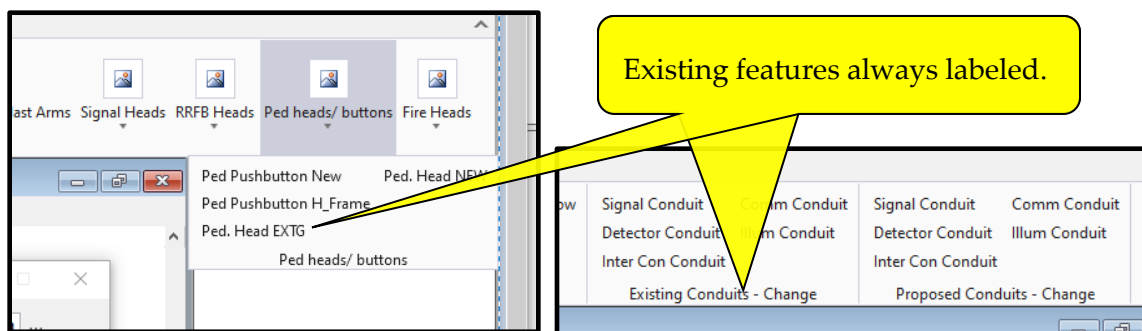 Existing features always labeled.
ast Arms Signal Heads RRFB Heads Ped heads/ buttons Fire Heads
Ped Pushbutton New Ped. Head NEW
Ped Pushbutton H_Frame
Ped. Head EXTG
Ped heads/ buttons
ow Signal Conduit Comm Conduit Signal Conduit Comm Conduit
Detector Conduit Illum Conduit Detector Conduit Illum Conduit
Inter Con Conduit Inter Con Conduit
Existing Conduits - Change Proposed Conduits - Change